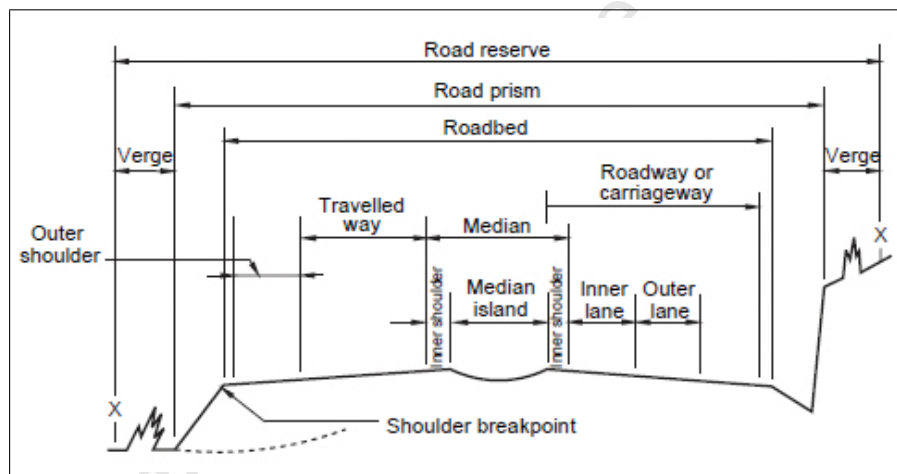 Road reserve
Road prism
Roadbed
Verge
Verge
Roadway or
carriageway
Travelled
way
Median
Outer
shoulder
X
Inner shoulder
Median
island
Inner shoulder
Inner
lane
Outer
lane
X
Shoulder breakpoint